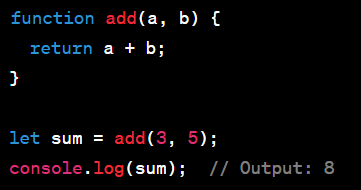 function add(a, b) {
  return a + b;
}

let sum = add(3, 5);
console.log(sum);  // Output: 8